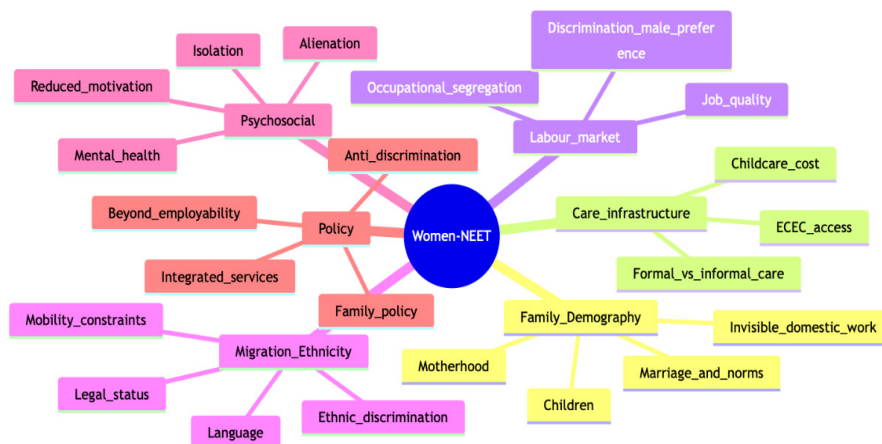 Women-NEET
Psychosocial
Alienation
Isolation
Reduced_motivation
Mental_health
Labour_market
Discrimination_male_prefer
ence
Occupational_segregation
Job_quality
Care_infrastructure
Childcare_cost
ECEC_access
Formal_vs_informal_care
Family_Demography
Invisible_domestic_work
Marriage_and_norms
Children
Motherhood
Migration_Ethnicity
Mobility_constraints
Legal_status
Language
Ethnic_discrimination
Policy
Anti_discrimination
Beyond_employability
Integrated_services
Family_policy